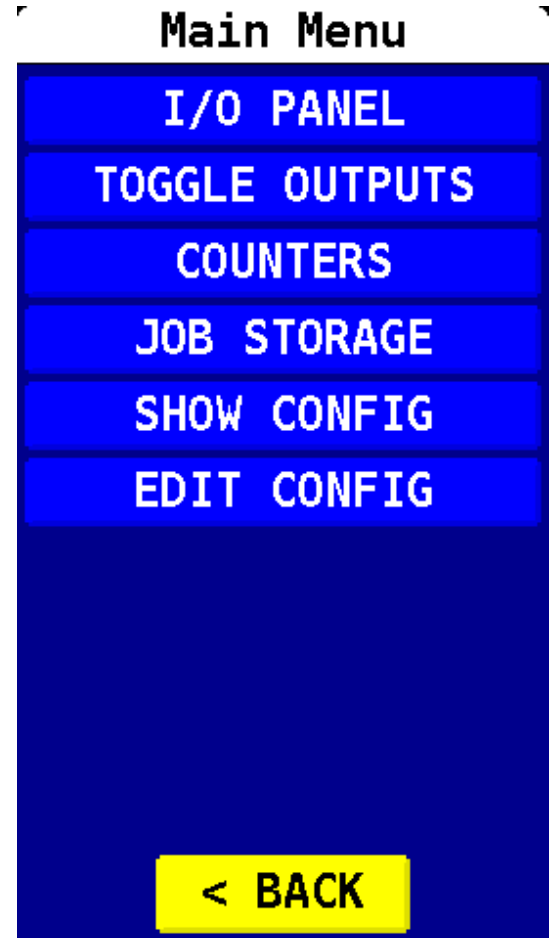 Main Menu
I/O PANEL
TOGGLE OUTPUTS
COUNTERS
JOB STORAGE
SHOW CONFIG
EDIT CONFIG
< BACK